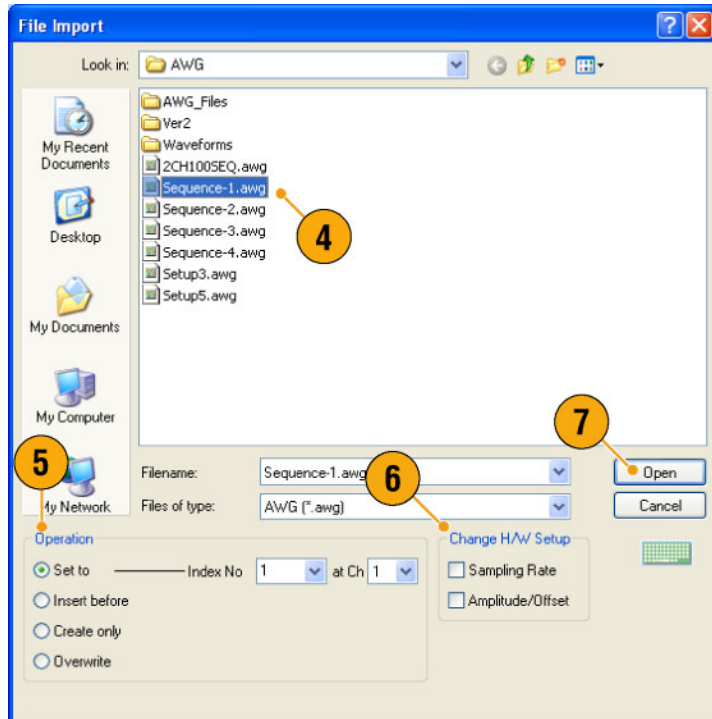 File Import
Look in: AWG
My Recent Documents
Desktop
My Documents
My Computer
My Network
AWG_Files
Ver2
Waveforms
2CH100SEQ.awg
Sequence-1.awg
Sequence-2.awg
Sequence-3.awg
Sequence-4.awg
Setup3.awg
Setup5.awg
4
5
6
7
Filename: Sequence-1.awg
Open
Files of type: AWG (*.awg)
Cancel
Operation
Set to Index No 1 at Ch 1
Insert before
Create only
Overwrite
Change H/W Setup
Sampling Rate
Amplitude/Offset